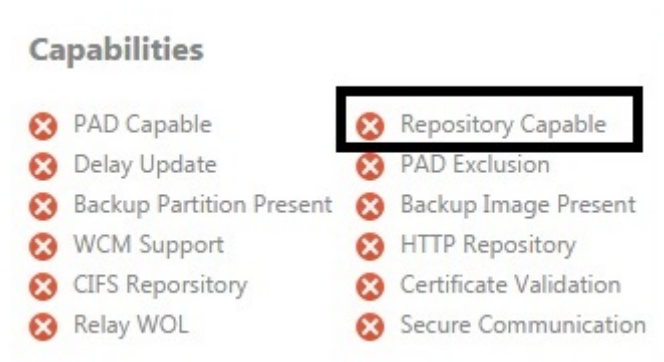 Capabilities
PAD Capable
Repository Capable
Delay Update
PAD Exclusion
Backup Partition Present
Backup Image Present
WCM Support
HTTP Repository
CIFS Reporsitory
Certificate Validation
Relay WOL
Secure Communication